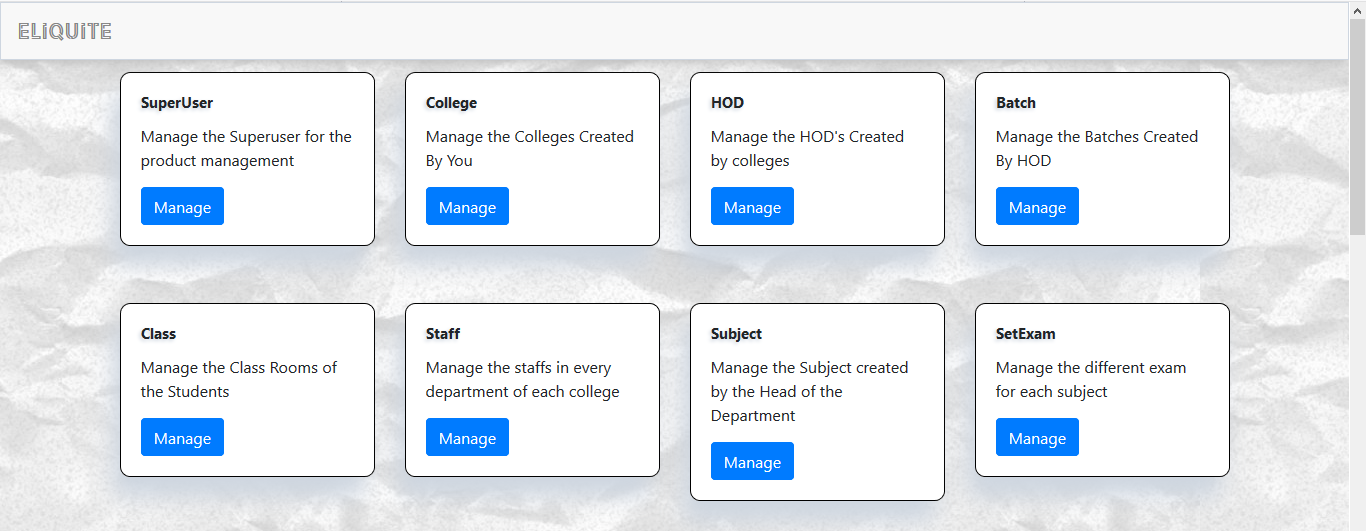 ELiQUiTE
SuperUser
Manage the Superuser for the
product management
Manage
College
Manage the Colleges Created
By You
Manage
HOD
Manage the HOD's Created
by colleges
Manage
Batch
Manage the Batches Created
By HOD
Manage
Class
Manage the Class Rooms of
the Students
Manage
Staff
Manage the staffs in every
department of each college
Manage
Subject
Manage the Subject created
by the Head of the
Department
Manage
SetExam
Manage the different exam
for each subject
Manage